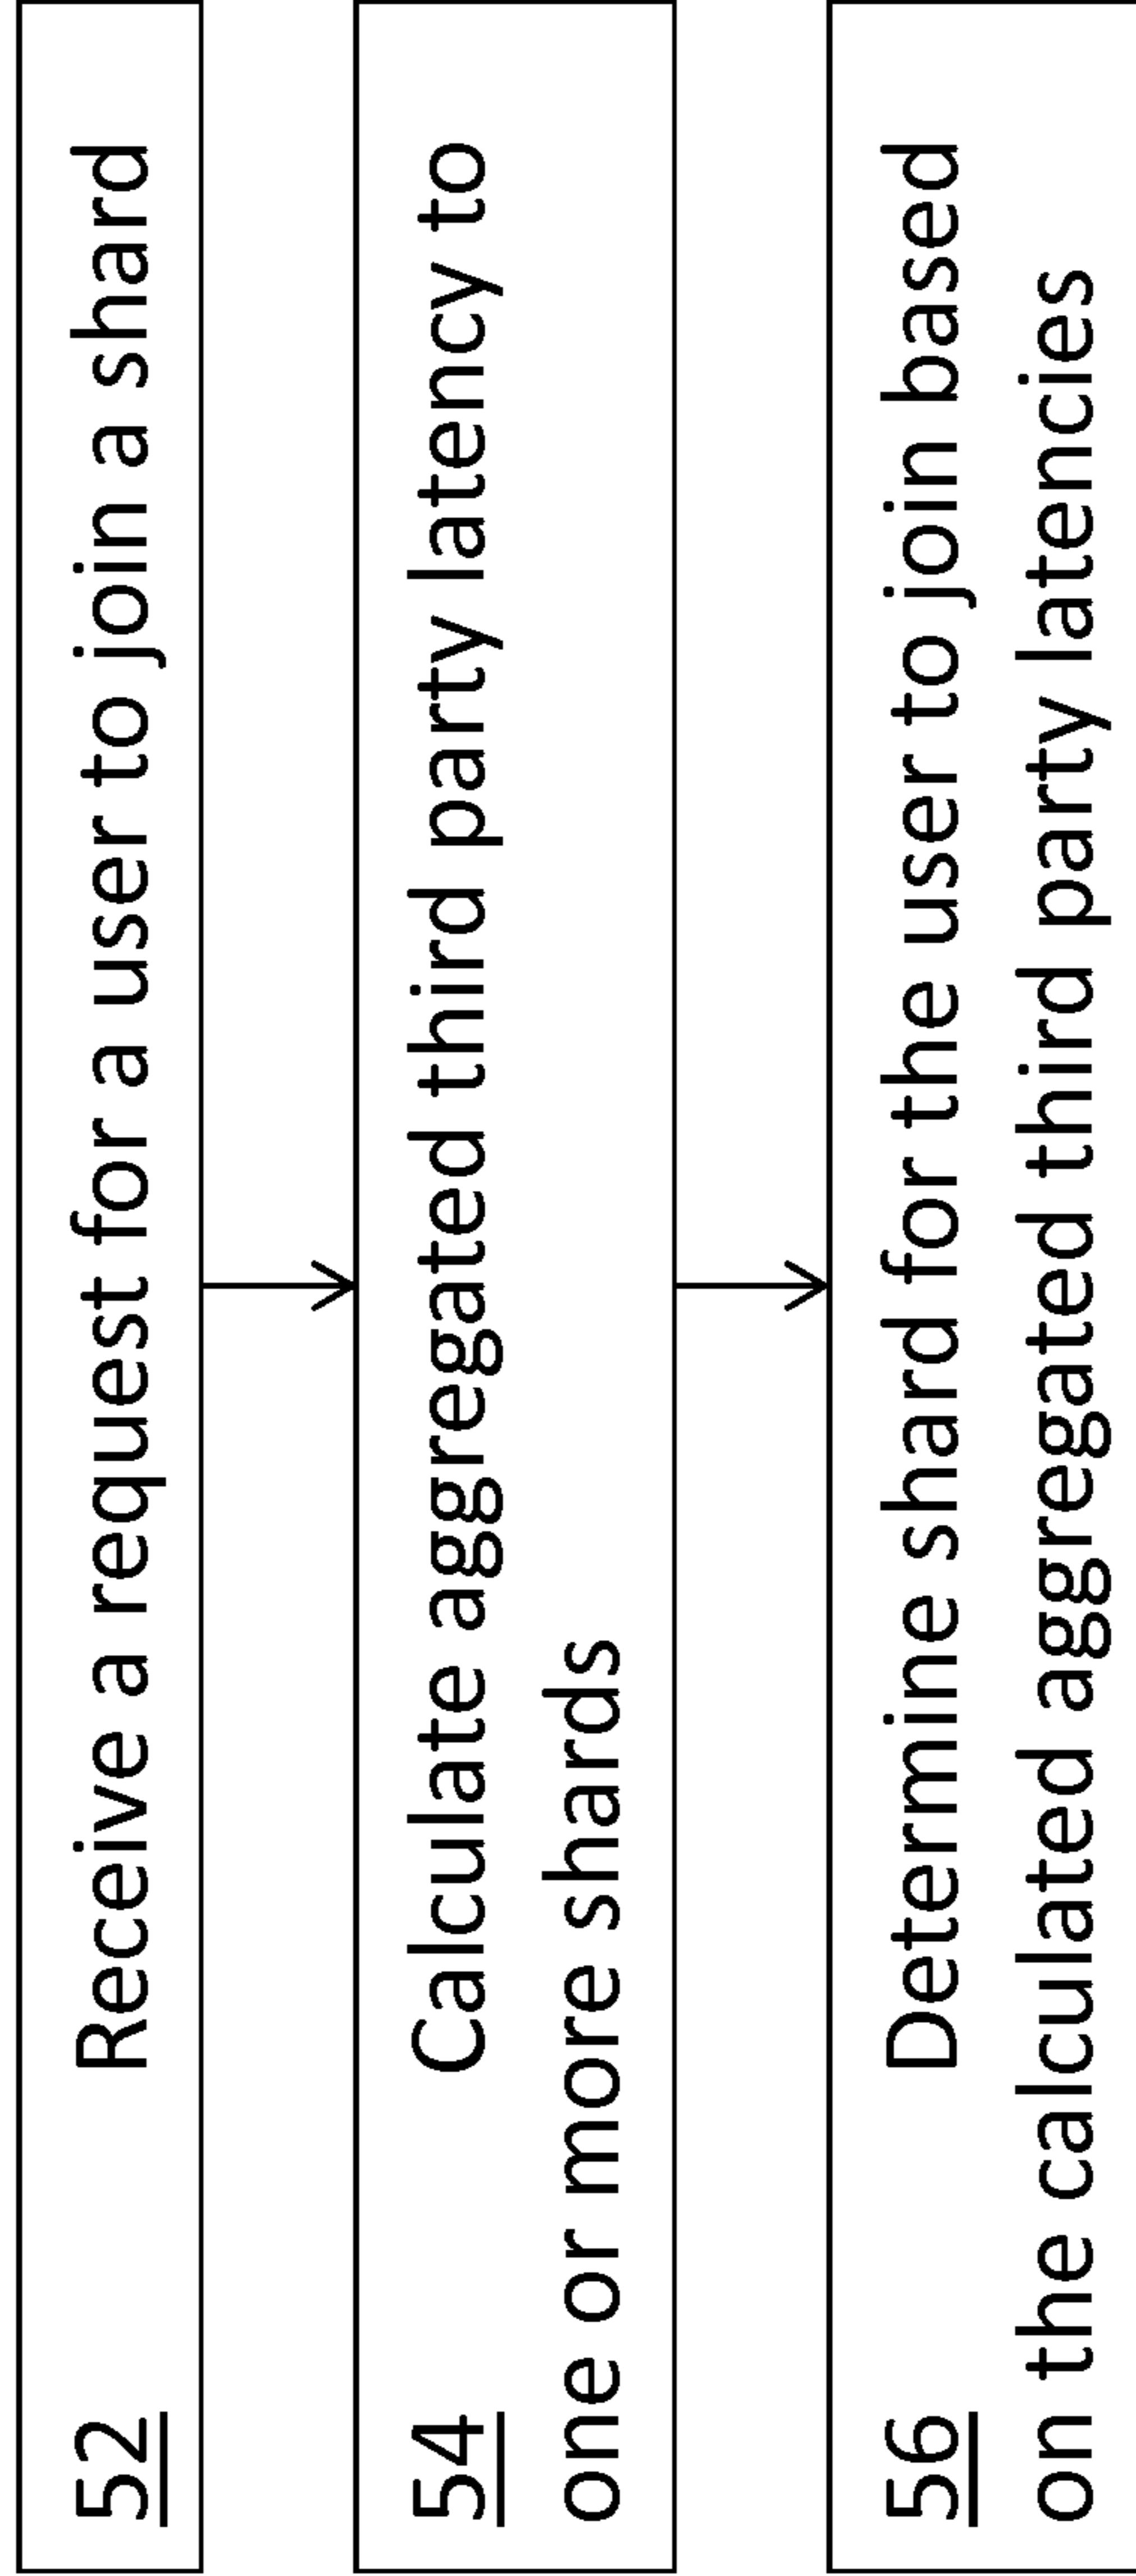 52 Receive a request for a user to join a shard
54 Calculate aggregated third party latency to
one or more shards
56 Determine shard for the user to join based
on the calculated aggregated third party latencies